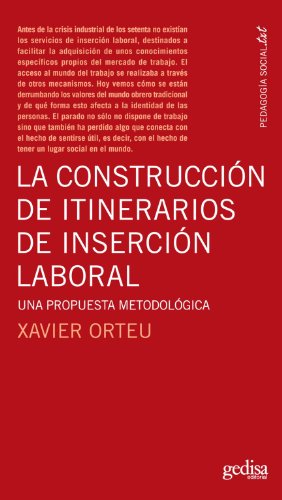 Antes de la crisis industrial de los setenta no existían
los servicios de inserción laboral, destinados a
facilitar la adquisición de unos conocimientos
específicos propios del mercado de trabajo. El
acceso al mundo del trabajo se realizaba a través
de otros mecanismos. Hoy vemos cómo se están
derrumbando los valores del mundo obrero tradicional
y de qué forma esto afecta a la identidad de las
personas. El parado no sólo no dispone de trabajo
sino que también ha perdido algo que conecta con
el hecho de sentirse útil, es decir, con el hecho de
tener un lugar social en el mundo.
PEDAGOGÍA SOCIAL.txt
LA CONSTRUCCIÓN
DE ITINERARIOS
DE INSERCIÓN
LABORAL
UNA PROPUESTA METODOLÓGICA
XAVIER ORTEU
gedisa
editorial